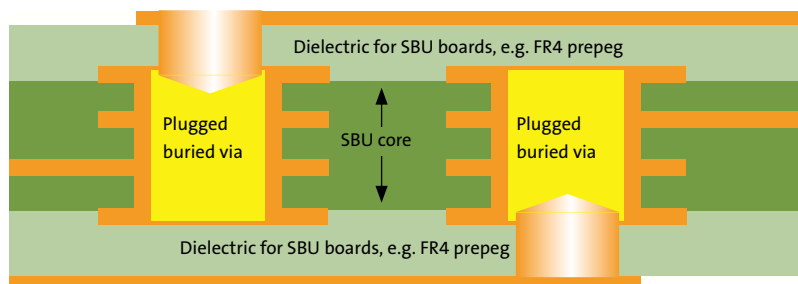 Dielectric for SBU boards, e.g. FR4 prepeg
Plugged
buried via
SBU core
Plugged
buried via
Dielectric for SBU boards, e.g. FR4 prepeg